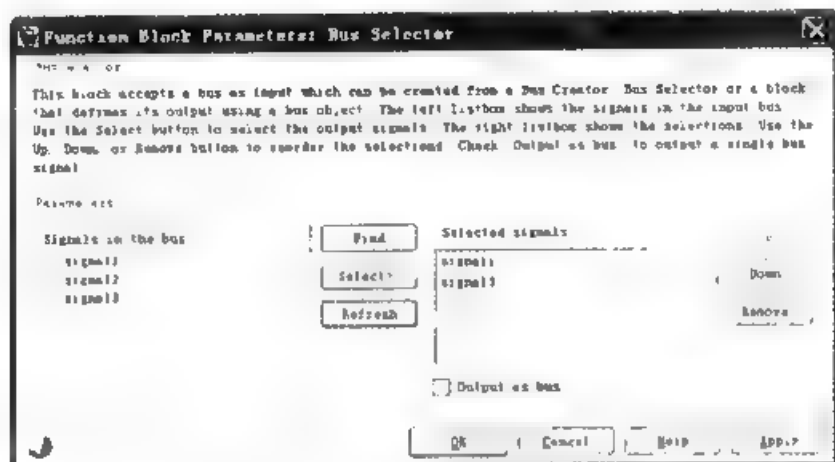 Function Block Parameters: Bus Selector
This block accepts a bus as input which can be created from a Bus Creator Bus Selector or a block
that defines its output using a bus object The left listbox shows the signals in the input bus
Use the Select button to select the output signals The right listbox shows the selections Use the
Up Down or Remove button to reorder the selections Check Output as bus to output a single bus
signal
Parameters
Signals in the bus
Find
Selected signals
signal1
signal2
signal3
Select>
Refresh
signal1
signal3
Down
Remove
Output as bus
OK
Cancel
Help
Apply